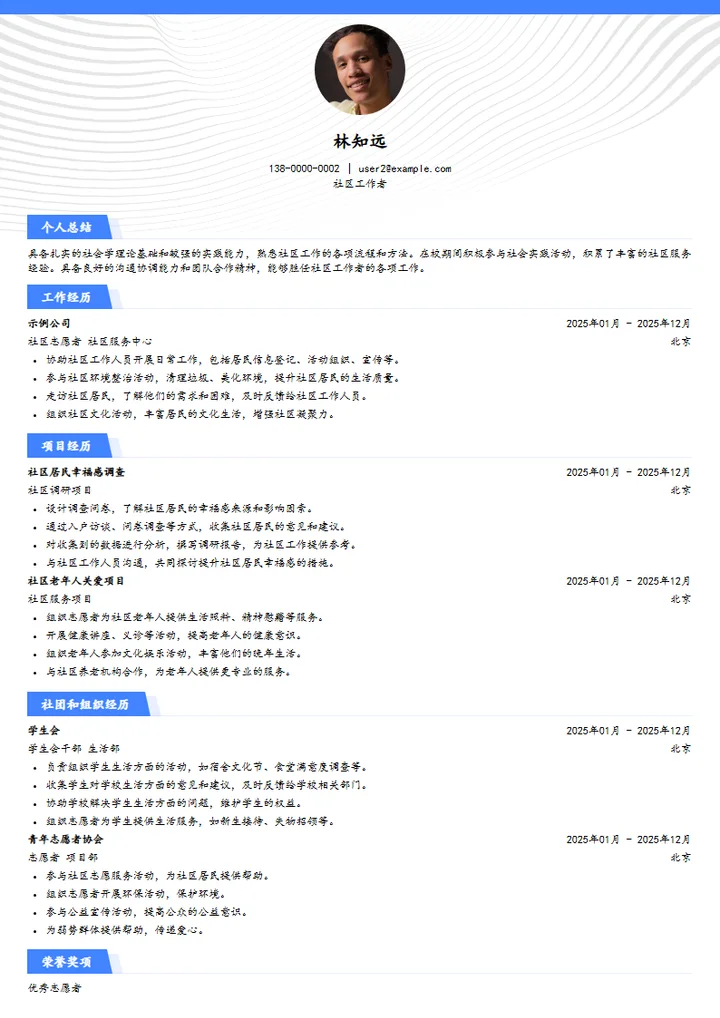 林知远
138-0000-0002 | user2@example.com
社区工作者
个人总结
具备扎实的社会学理论基础和较强的实践能力，熟悉社区工作的各项流程和方法。在校期间积极参与社会实践活动，积累了丰富的社区服务
经验。具备良好的沟通协调能力和团队合作精神，能够胜任社区工作者的各项工作。
工作经历
示例公司 2025年01月 - 2025年12月
社区志愿者 社区服务中心 北京
• 协助社区工作人员开展日常工作，包括居民信息登记、活动组织、宣传等。
• 参与社区环境整治活动，清理垃圾、美化环境，提升社区居民的生活质量。
• 走访社区居民，了解他们的需求和困难，及时反馈给社区工作人员。
• 组织社区文化活动，丰富居民的文化生活，增强社区凝聚力。
项目经历
社区居民幸福感调查 2025年01月 - 2025年12月
社区调研项目 北京
• 设计调查问卷，了解社区居民的幸福感来源和影响因素。
• 通过入户访谈、问卷调查等方式，收集社区居民的意见和建议。
• 对收集到的数据进行分析，撰写调研报告，为社区工作提供参考。
• 与社区工作人员沟通，共同探讨提升社区居民幸福感的措施。
社区老年人关爱项目 2025年01月 - 2025年12月
社区服务项目 北京
• 组织志愿者为社区老年人提供生活照料、精神慰藉等服务。
• 开展健康讲座、义诊等活动，提高老年人的健康意识。
• 组织老年人参加文化娱乐活动，丰富他们的晚年生活。
• 与社区养老机构合作，为老年人提供更专业的服务。
社团和组织经历
学生会 2025年01月 - 2025年12月
学生会干部 生活部 北京
• 负责组织学生生活方面的活动，如宿舍文化节、食堂满意度调查等。
• 收集学生对学校生活方面的意见和建议，及时反馈给学校相关部门。
• 协助学校解决学生生活方面的问题，维护学生的权益。
• 组织志愿者为学生提供生活服务，如新生接待、失物招领等。
青年志愿者协会 2025年01月 - 2025年12月
志愿者 项目部 北京
• 参与社区志愿服务活动，为社区居民提供帮助。
• 组织志愿者开展环保活动，保护环境。
• 参与公益宣传活动，提高公众的公益意识。
• 为弱势群体提供帮助，传递爱心。
荣誉奖项
优秀志愿者